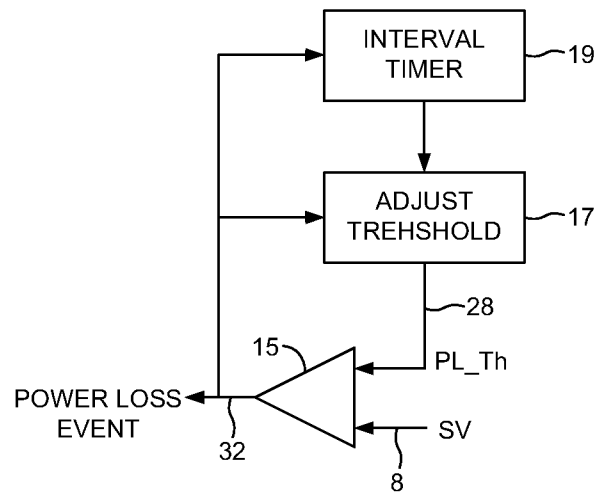 INTERVAL
TIMER
19
ADJUST
TREHSHOLD
17
28
15
PL_Th
POWER LOSS
EVENT
32
SV
8